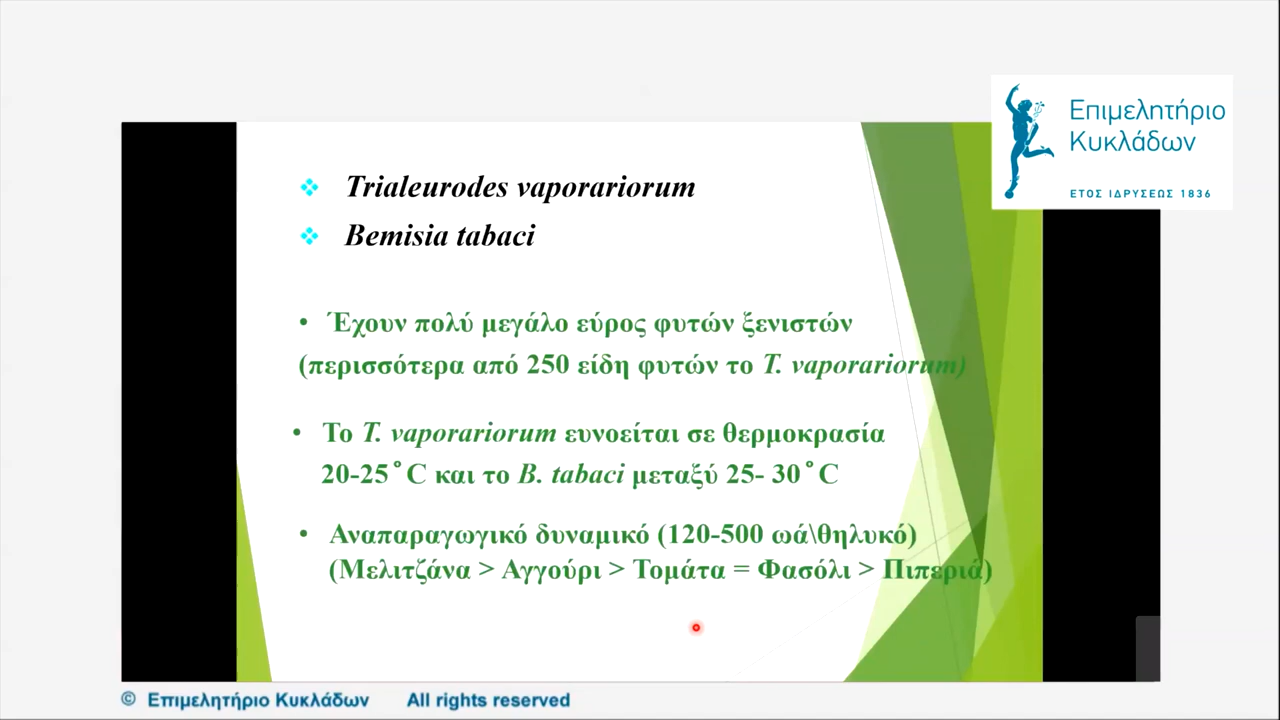 Επιμελητήριο
Κυκλάδων
ΕΤΟΣ ΙΔΡΥΣΕΩΣ 1836
Trialeurodes vaporariorum
Bemisia tabaci
• Έχουν πολύ μεγάλο εύρος φυτών ξενιστών
(περισσότερα από 250 είδη φυτών το T. vaporariorum)
• Το T. vaporariorum ευνοείται σε θερμοκρασία
20-25˚C και το B. tabaci μεταξύ 25- 30˚C
• Αναπαραγωγικό δυναμικό (120-500 ωά\θηλυκό)
(Μελιτζάνα > Αγγούρι > Τομάτα = Φασόλι > Πιπεριά)
© Επιμελητήριο Κυκλάδων All rights reserved